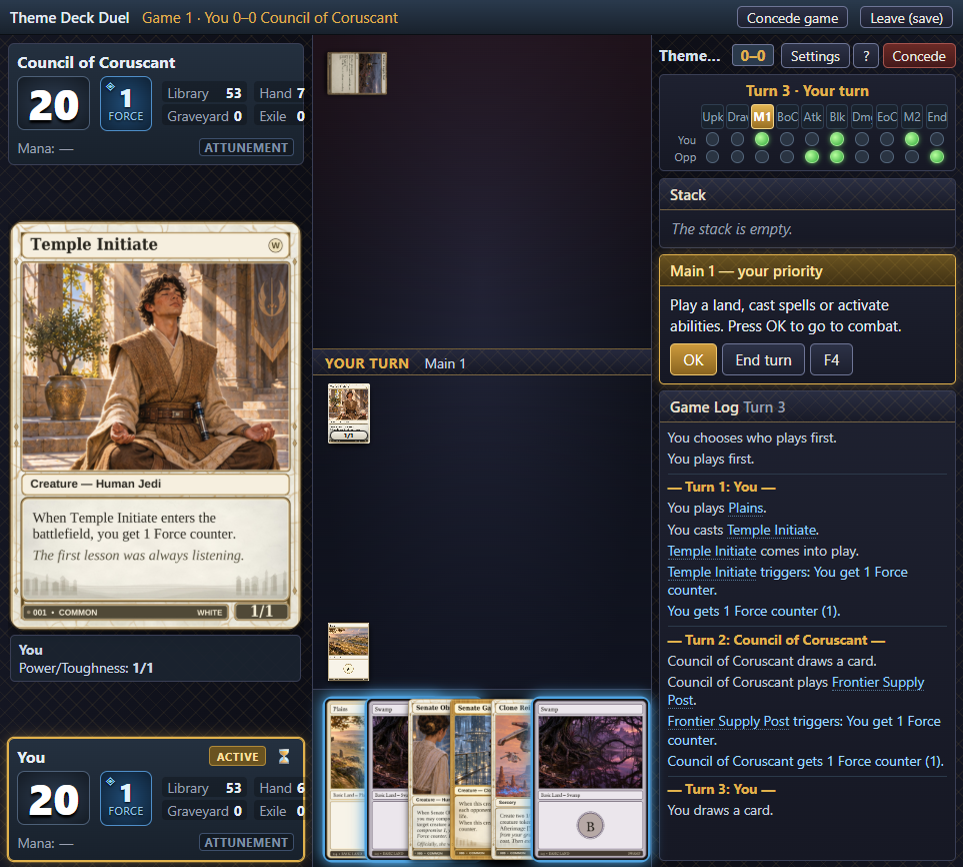 Theme Deck Duel Game 1 · You 0–0 Council of Coruscant
Concede game Leave (save)
Council of Coruscant
20
1
FORCE
Library 53 Hand 7
Graveyard 0 Exile 0
Mana: — ATTUNEMENT
Temple Initiate W
Creature — Human Jedi
When Temple Initiate enters the
battlefield, you get 1 Force counter.
The first lesson was always listening.
001 • COMMON WHITE 1/1
You
Power/Toughness: 1/1
You ACTIVE
20
1
FORCE
Library 53 Hand 6
Graveyard 0 Exile 0
Mana: — ATTUNEMENT
YOUR TURN Main 1
1/1
Plains Swamp Senate Ga Clone Rei Swamp
B
Theme... 0–0 Settings ? Concede
Turn 3 · Your turn
Upk Drav M1 BoC Atk Blk Dmg EoC M2 End
You
Opp
Stack
The stack is empty.
Main 1 — your priority
Play a land, cast spells or activate
abilities. Press OK to go to combat.
OK End turn F4
Game Log Turn 3
You chooses who plays first.
You plays first.
— Turn 1: You —
You plays Plains.
You casts Temple Initiate.
Temple Initiate comes into play.
Temple Initiate triggers: You get 1 Force
counter.
You gets 1 Force counter (1).
— Turn 2: Council of Coruscant —
Council of Coruscant draws a card.
Council of Coruscant plays Frontier Supply
Post.
Frontier Supply Post triggers: You get 1 Force
counter.
Council of Coruscant gets 1 Force counter (1).
— Turn 3: You —
You draws a card.